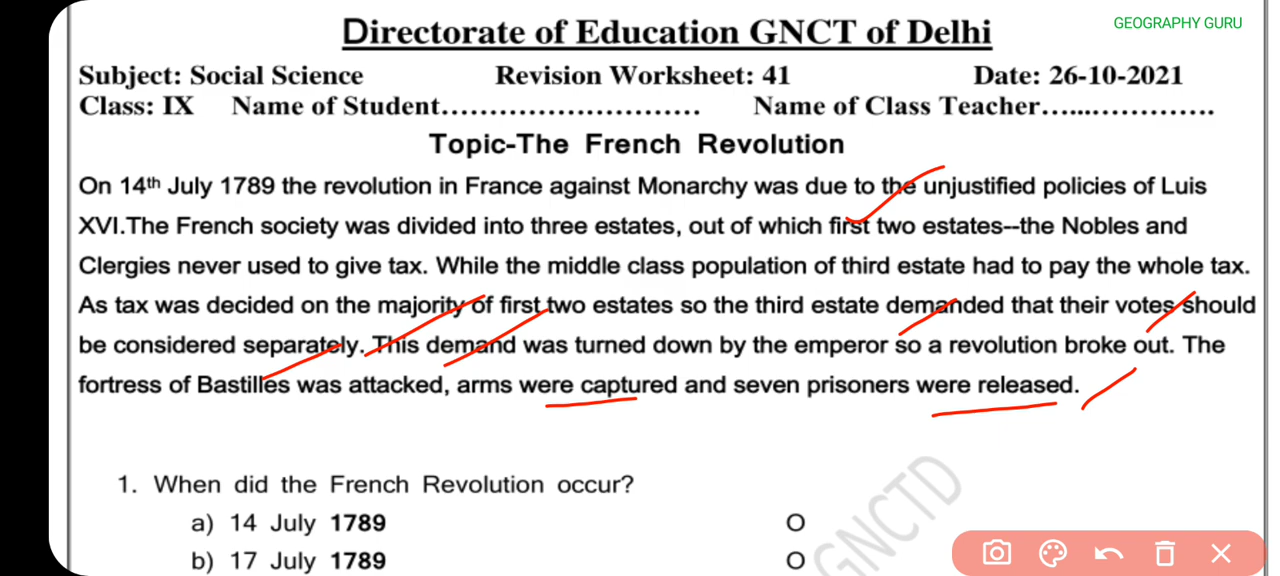 GEOGRAPHY GURU
Directorate of Education GNCT of Delhi
Subject: Social Science Revision Worksheet: 41 Date: 26-10-2021
Class: IX Name of Student............................ Name of Class Teacher...................
Topic-The French Revolution
On 14th July 1789 the revolution in France against Monarchy was due to the unjustified policies of Luis
XVI.The French society was divided into three estates, out of which first two estates--the Nobles and
Clergies never used to give tax. While the middle class population of third estate had to pay the whole tax.
As tax was decided on the majority of first two estates so the third estate demanded that their votes should
be considered separately. This demand was turned down by the emperor so a revolution broke out. The
fortress of Bastilles was attacked, arms were captured and seven prisoners were released.
1. When did the French Revolution occur?
a) 14 July 1789 O
b) 17 July 1789 O
GNCTD